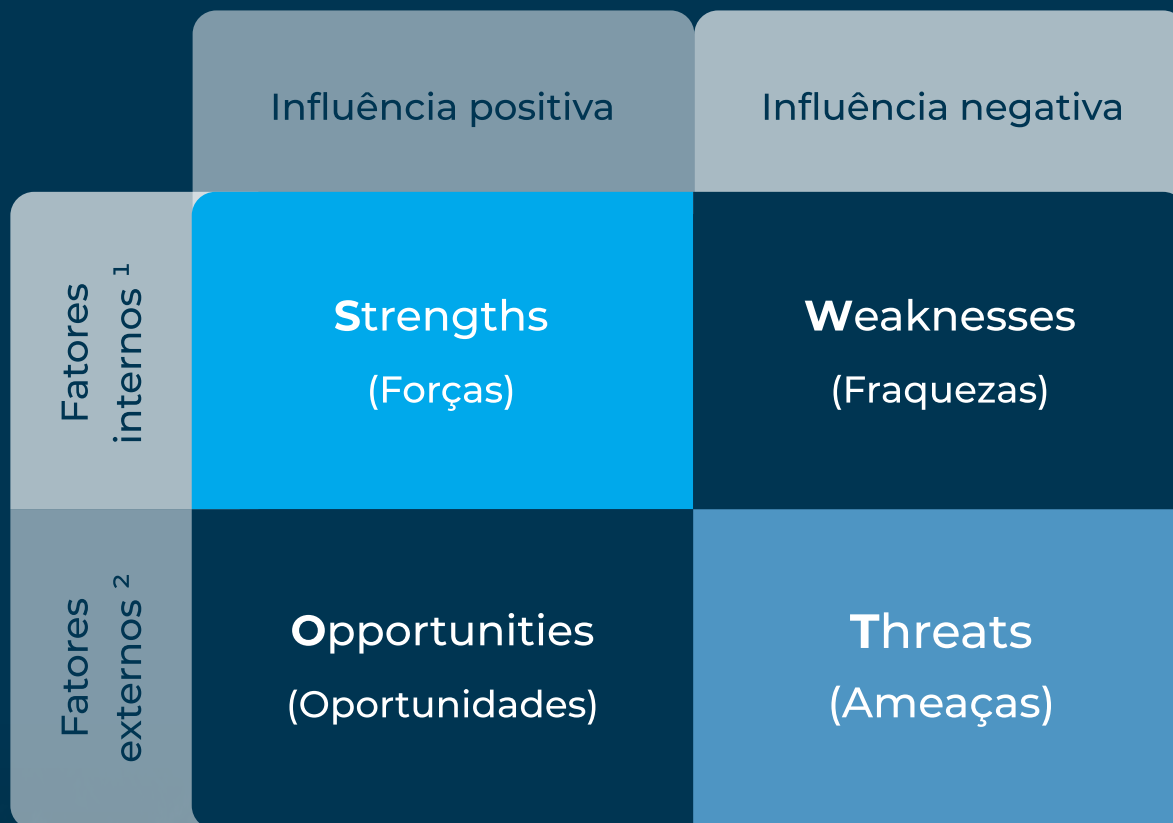 Influência positiva
Influência negativa
Fatores
internos ¹
Strengths
(Forças)
Weaknesses
(Fraquezas)
Fatores
externos ²
Opportunities
(Oportunidades)
Threats
(Ameaças)